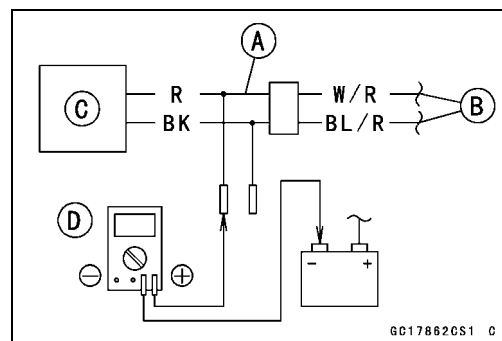 A
R W/R
C B
BK BL/R
D
− +
− +
GC17862CS1 C